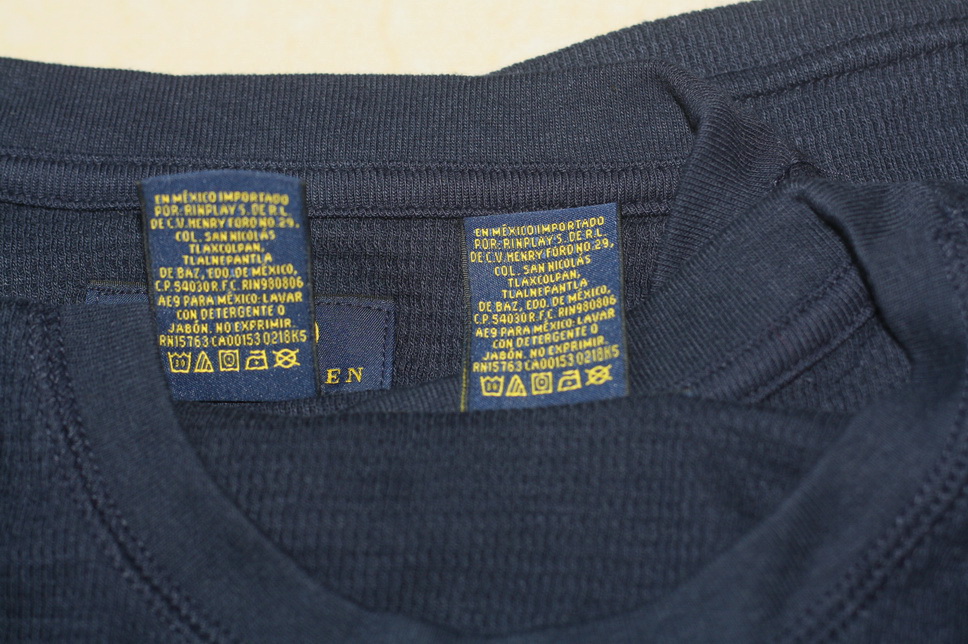 EN MÉXICO IMPORTADO
POR: RINPLAY S. DE R.L.
DE C.V. HENRY FORD NO. 29,
COL. SAN NICOLÁS
TLAXCOLPAN,
TLALNEPANTLA
DE BAZ, EDO. DE MÉXICO,
C.P. 54030 R.F.C. RIN980806
AE9 PARA MÉXICO: LAVAR
CON DETERGENTE O
JABÓN. NO EXPRIMIR.
RN15763 CA00153 0218KS
EN
EN MÉXICO IMPORTADO
POR: RINPLAY S. DE R.L.
DE C.V. HENRY FORD NO. 29,
COL. SAN NICOLÁS
TLAXCOLPAN,
TLALNEPANTLA
DE BAZ, EDO. DE MÉXICO,
C.P. 54030 R.F.C. RIN980806
AE9 PARA MÉXICO: LAVAR
CON DETERGENTE O
JABÓN. NO EXPRIMIR.
RN15763 CA00153 0218KS